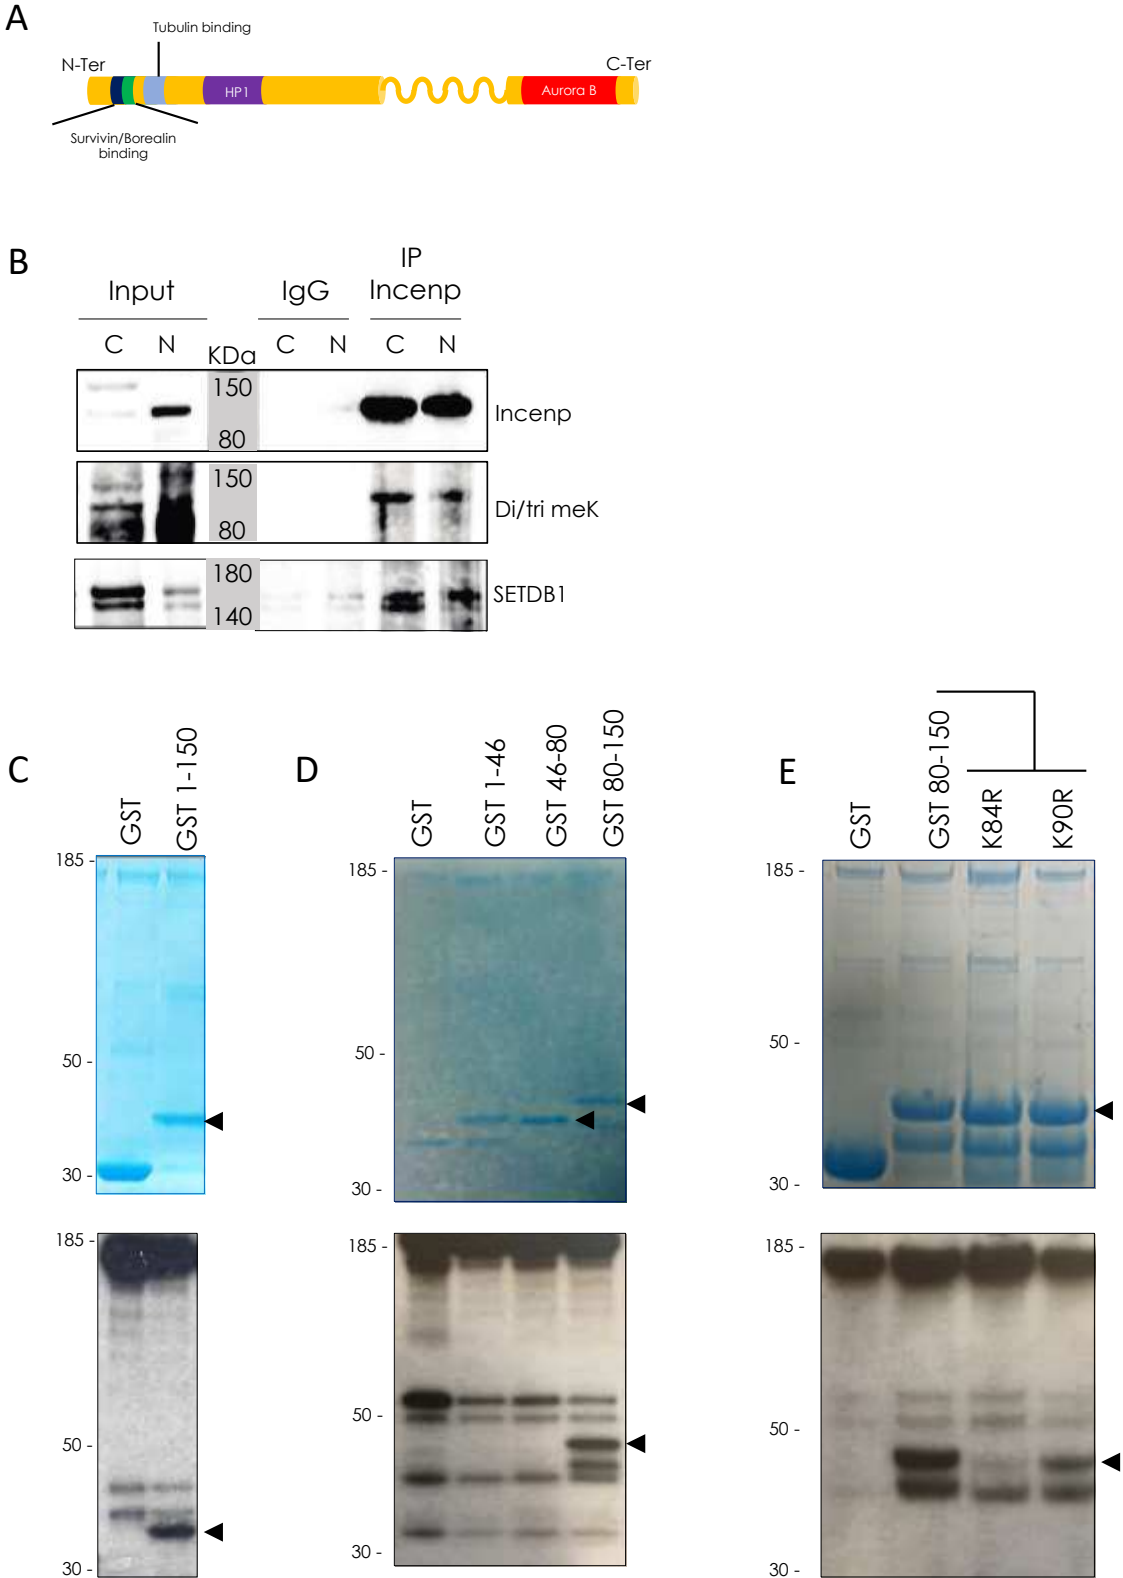 A
Tubulin binding
N-Ter
C-Ter
HP1
Aurora B
Survivin/Borealin
binding
B
IP
Input
IgG
Incenp
C
N
KDa
C
N
C
N
150
80
Incenp
150
80
Di/tri meK
180
140
SETDB1
C
GST
GST 1-150
185 -
50 -
30 -
185 -
50 -
30 -
D
GST
GST 1-46
GST 46-80
GST 80-150
185 -
50 -
30 -
185 -
50 -
30 -
E
GST
GST 80-150
K84R
K90R
185 -
50 -
30 -
185 -
50 -
30 -